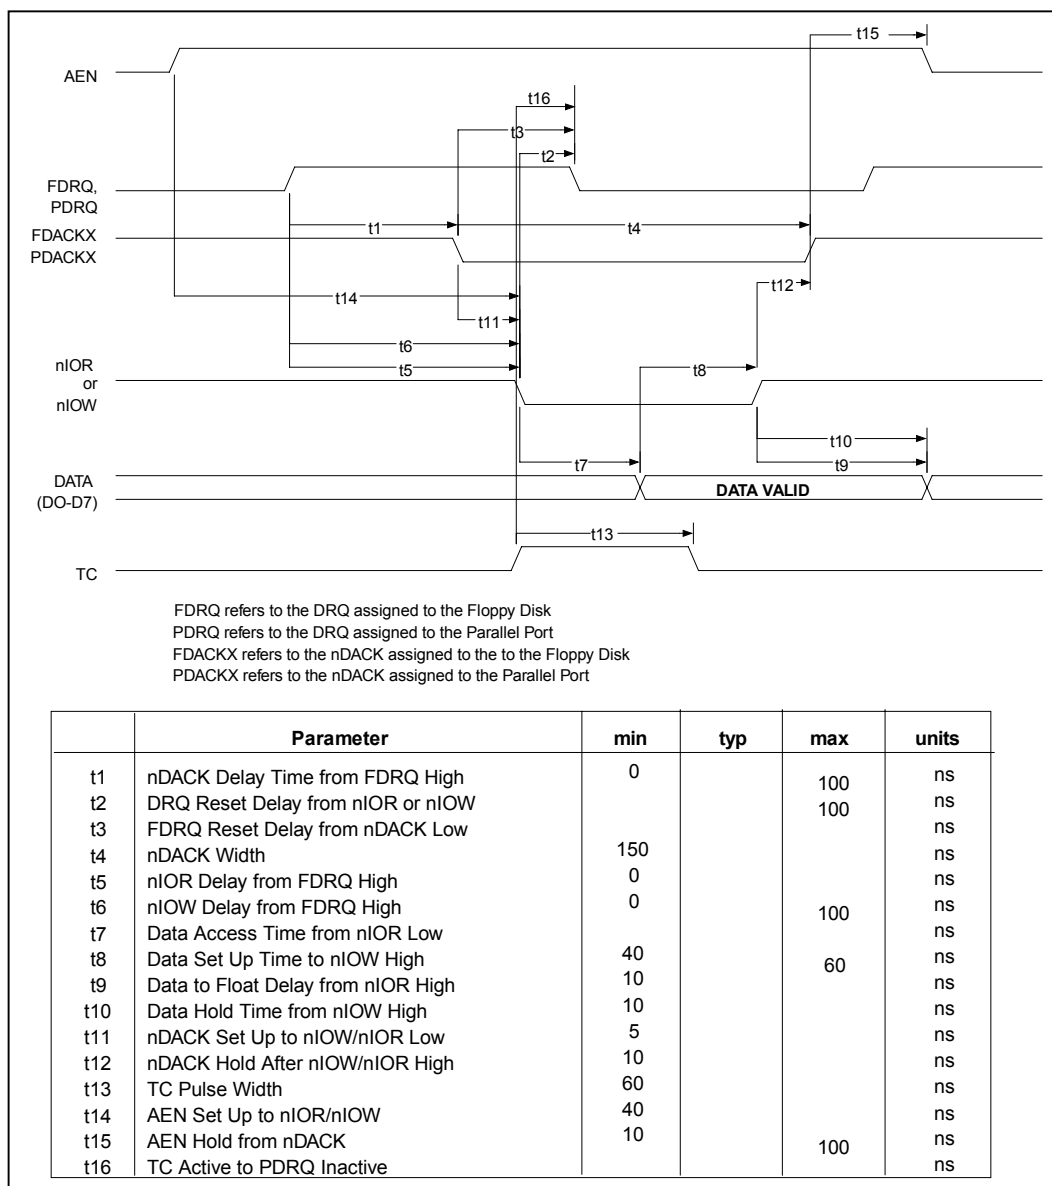 t15
AEN
t16
t3
t2
FDRQ,
PDRQ
t1
t4
FDACKX
PDACKX
t12
t14
t11
t6
nIOR
t8
t5
or
nIOW
t10
t7
t9
DATA
DATA VALID
(DO-D7)
t13
TC
FDRQ refers to the DRQ assigned to the Floppy Disk
PDRQ refers to the DRQ assigned to the Parallel Port
FDACKX refers to the nDACK assigned to the to the Floppy Disk
PDACKX refers to the nDACK assigned to the Parallel Port
Parameter min typ max units
t1 nDACK Delay Time from FDRQ High 0 100 ns
t2 DRQ Reset Delay from nIOR or nIOW 100 ns
t3 FDRQ Reset Delay from nDACK Low ns
t4 nDACK Width 150 ns
t5 nIOR Delay from FDRQ High 0 ns
t6 nIOW Delay from FDRQ High 0 100 ns
t7 Data Access Time from nIOR Low ns
t8 Data Set Up Time to nIOW High 40 60 ns
t9 Data to Float Delay from nIOR High 10 ns
t10 Data Hold Time from nIOW High 10 ns
t11 nDACK Set Up to nIOW/nIOR Low 5 ns
t12 nDACK Hold After nIOW/nIOR High 10 ns
t13 TC Pulse Width 60 ns
t14 AEN Set Up to nIOR/nIOW 40 ns
t15 AEN Hold from nDACK 10 100 ns
t16 TC Active to PDRQ Inactive ns